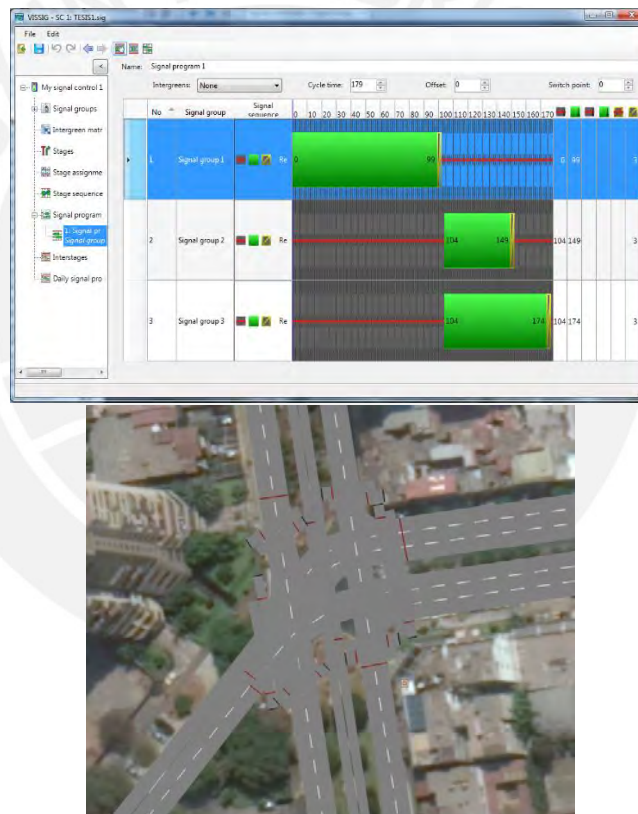 VISSIG - SC 1: TESIS1.sig
File Edit
Name: Signal program 1
My signal control 1
Intergreens: None Cycle time: 179 Offset: 0 Switch point: 0
Signal groups
Intergreen matr
Stages
Stage assignme
Stage sequence
Signal program
1: Signal pr
Signal group
Interstages
Daily signal pro
No Signal group Signal sequence 0 10 20 30 40 50 60 70 80 90 100 110 120 130 140 150 160 170
1 Signal group 1 Re 0 99 0 99 3
2 Signal group 2 Re 104 149 104 149 3
3 Signal group 3 Re 104 174 104 174 3